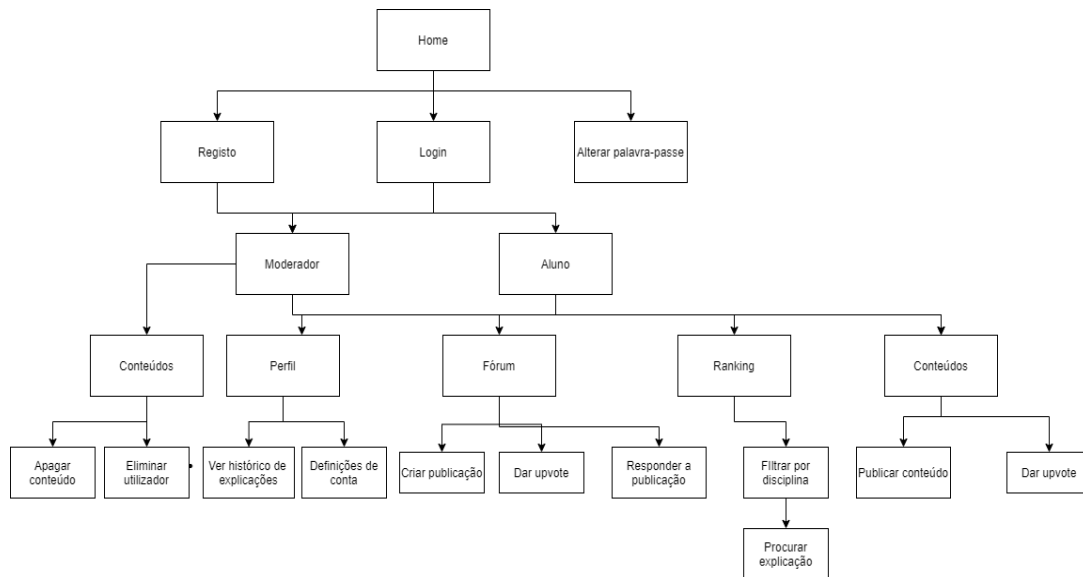 Home
Registo
Login
Alterar palavra-passe
Moderador
Aluno
Conteúdos
Perfil
Fórum
Ranking
Conteúdos
Apagar
conteúdo
Eliminar
utilizador
Ver histórico de
explicações
Definições de
conta
Criar publicação
Dar upvote
Responder a
publicação
FIltrar por
disciplina
Publicar conteúdo
Dar upvote
Procurar
explicação